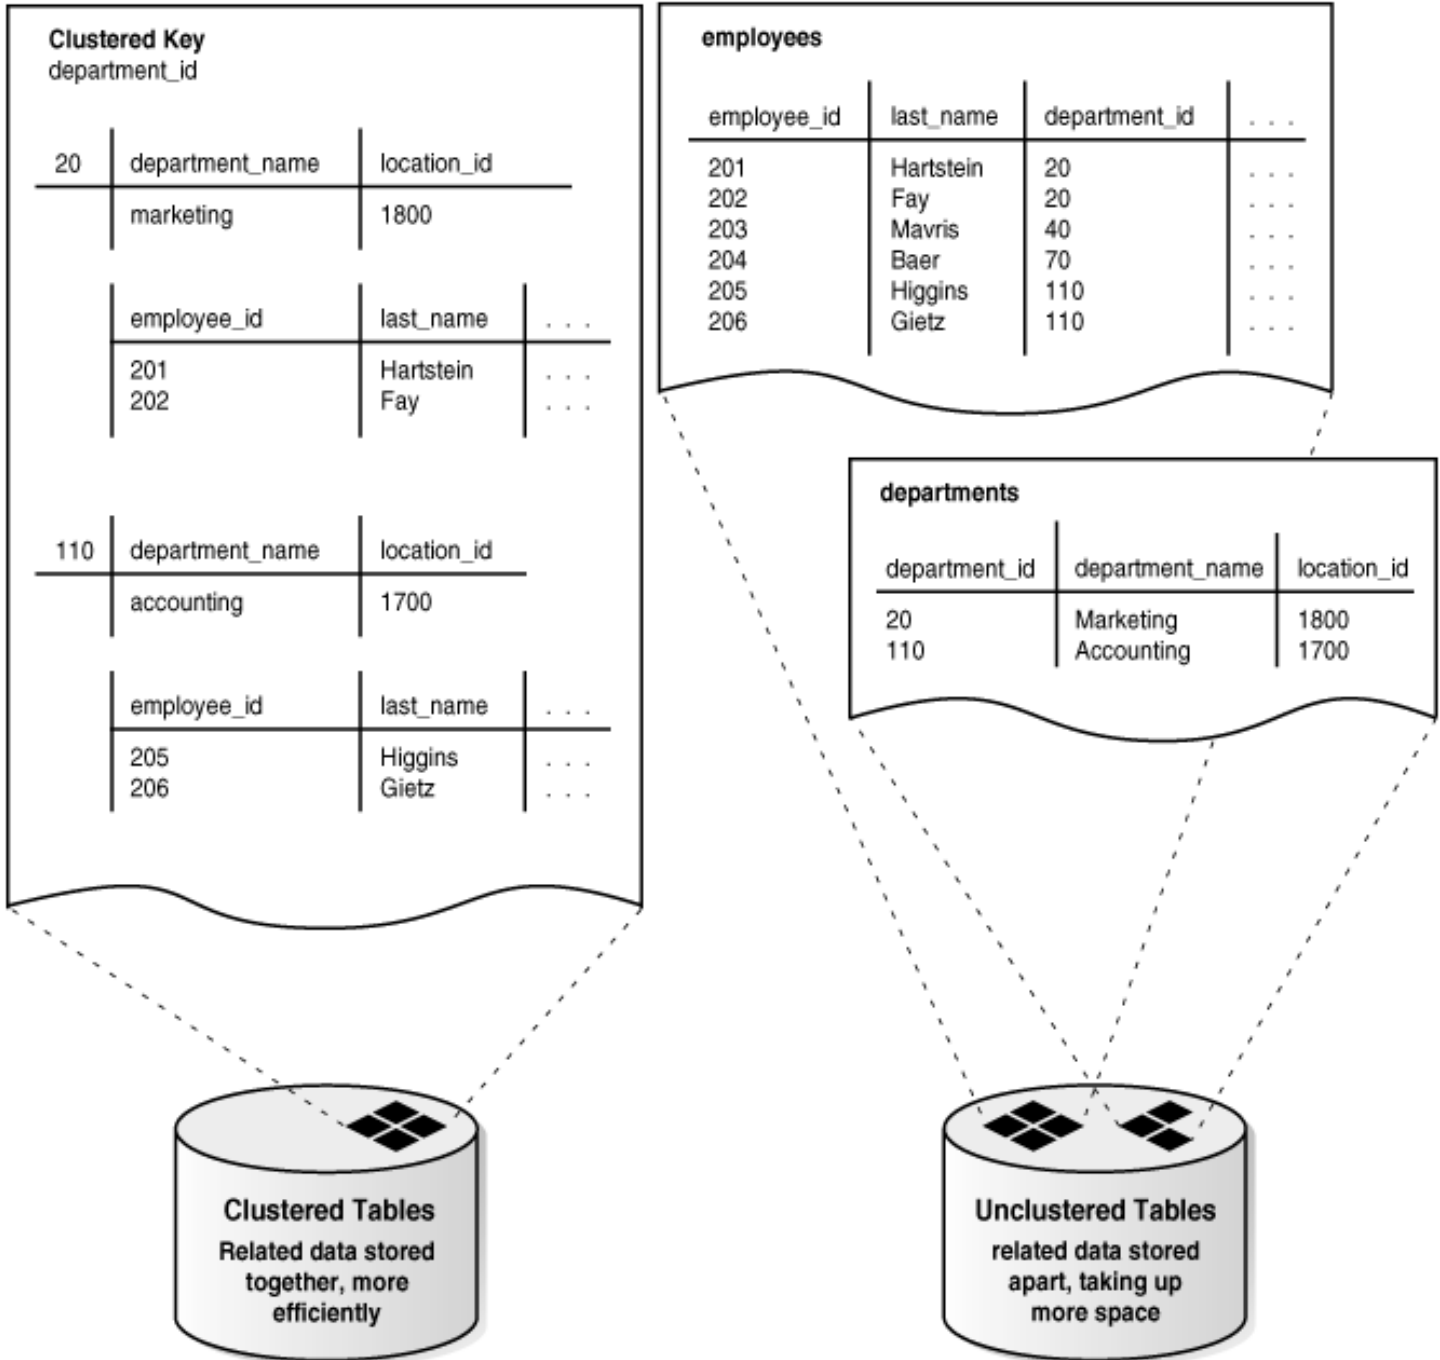 Clustered Key
department_id
20 department_name location_id
marketing 1800
employee_id last_name . . .
201 Hartstein . . .
202 Fay . . .
110 department_name location_id
accounting 1700
employee_id last_name . . .
205 Higgins . . .
206 Gietz . . .
employees
employee_id last_name department_id . . .
201 Hartstein 20 . . .
202 Fay 20 . . .
203 Mavris 40 . . .
204 Baer 70 . . .
205 Higgins 110 . . .
206 Gietz 110 . . .
departments
department_id department_name location_id
20 Marketing 1800
110 Accounting 1700
Clustered Tables
Related data stored
together, more
efficiently
Unclustered Tables
related data stored
apart, taking up
more space